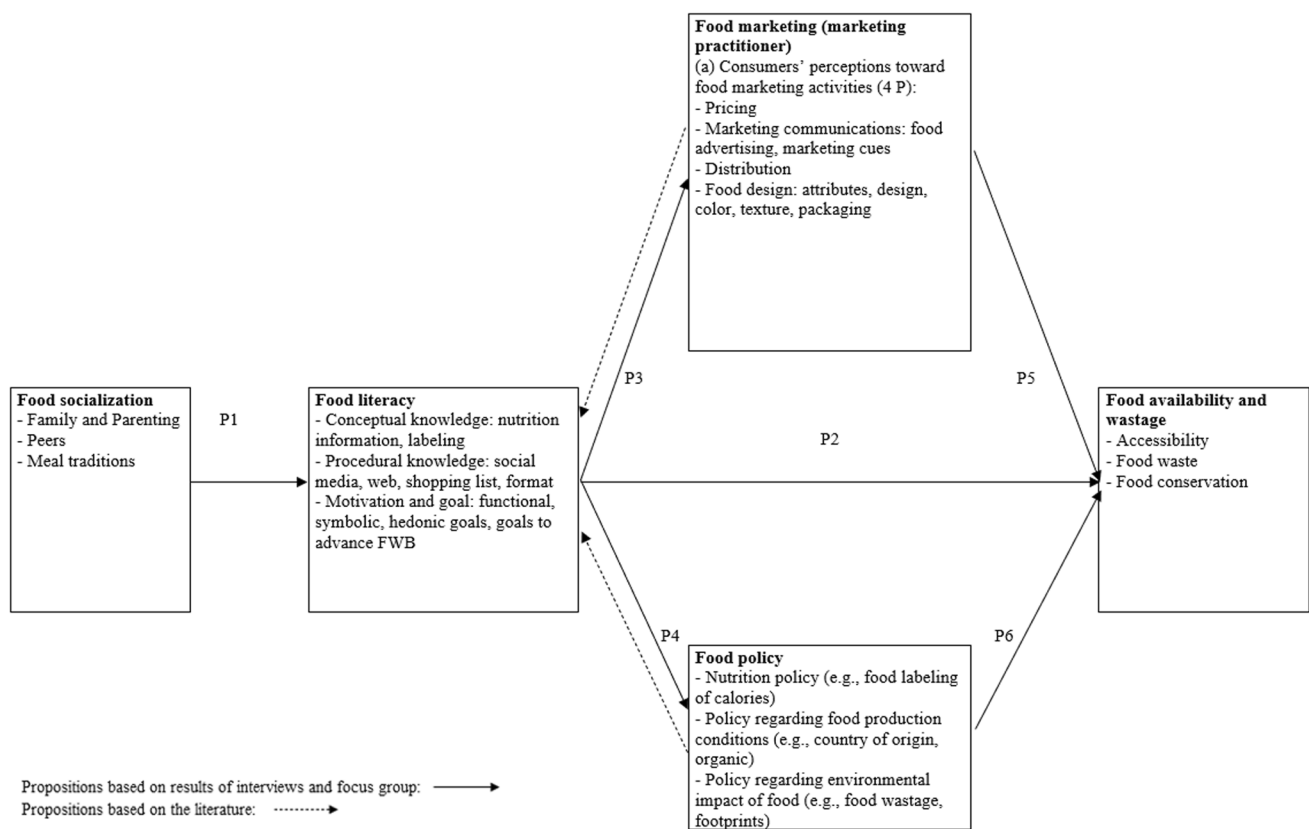 Food marketing (marketing
practitioner)
(a) Consumers’ perceptions toward
food marketing activities (4 P):
- Pricing
- Marketing communications: food
advertising, marketing cues
- Distribution
- Food design: attributes, design,
color, texture, packaging
P3
P5
Food socialization
- Family and Parenting
- Peers
- Meal traditions
P1
Food literacy
- Conceptual knowledge: nutrition
information, labeling
- Procedural knowledge: social
media, web, shopping list, format
- Motivation and goal: functional,
symbolic, hedonic goals, goals to
advance FWB
P2
Food availability and
wastage
- Accessibility
- Food waste
- Food conservation
P4
P6
Food policy
- Nutrition policy (e.g., food labeling
of calories)
- Policy regarding food production
conditions (e.g., country of origin,
organic)
- Policy regarding environmental
impact of food (e.g., food wastage,
footprints)
Propositions based on results of interviews and focus group:
Propositions based on the literature: